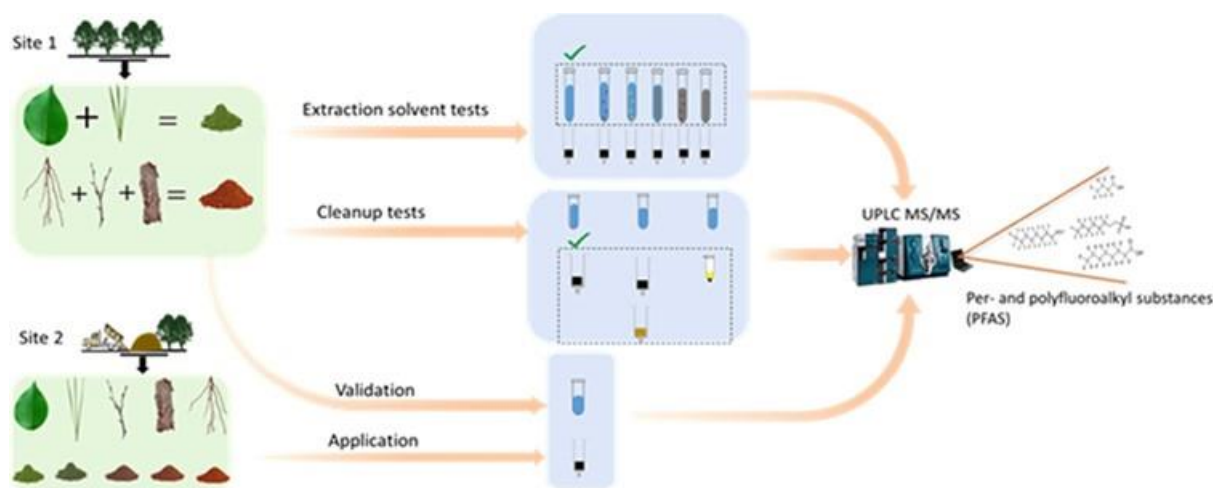 Site 1
Extraction solvent tests
Cleanup tests
UPLC MS/MS
Per- and polyfluoroalkyl substances
(PFAS)
Site 2
Validation
Application